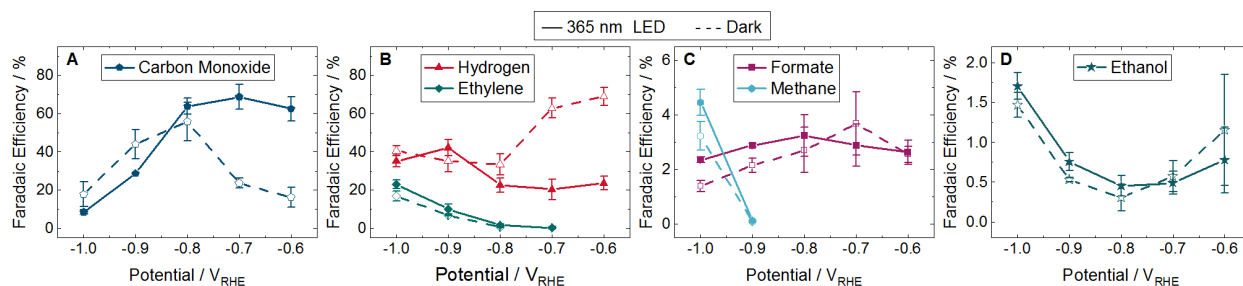 365 nm LED Dark
A
Carbon Monoxide
Faradaic Efficiency / %
80
60
40
20
0
-1.0 -0.9 -0.8 -0.7 -0.6
Potential / VRHE
B
Hydrogen
Ethylene
Faradaic Efficiency / %
80
60
40
20
0
-1.0 -0.9 -0.8 -0.7 -0.6
Potential / VRHE
C
Formate
Methane
Faradaic Efficiency / %
6
4
2
0
-1.0 -0.9 -0.8 -0.7 -0.6
Potential / VRHE
D
Ethanol
Faradaic Efficiency / %
2.0
1.5
1.0
0.5
0.0
-1.0 -0.9 -0.8 -0.7 -0.6
Potential / VRHE